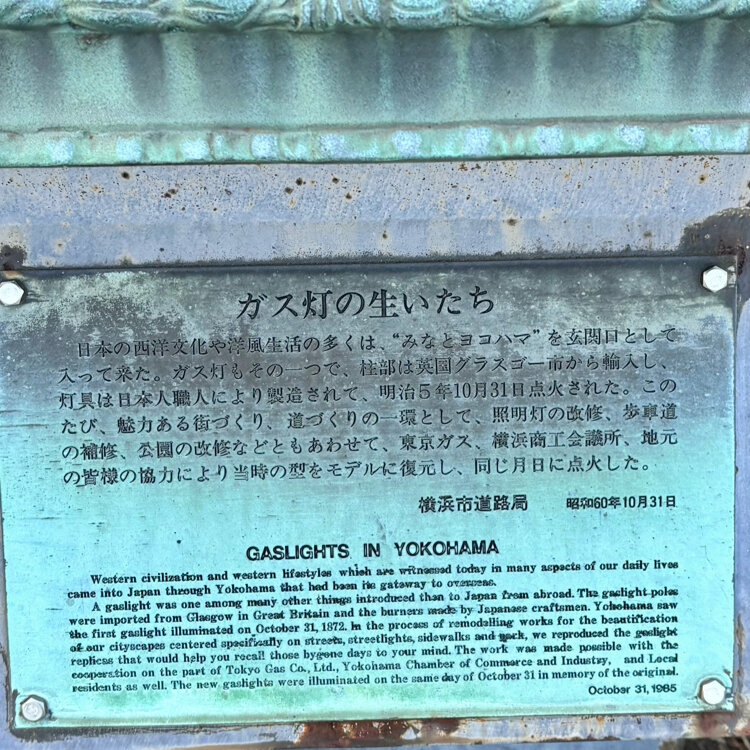 ガス灯の生いたち
日本の西洋文化や洋風生活の多くは、“みなとヨコハマ”を玄関口として
入って来た。ガス灯もその一つで、柱部は英国グラスゴー市から輸入し、
灯具は日本人職人により製造されて、明治5年10月31日点火された。この
たび、魅力ある街づくり、道づくりの一環として、照明灯の改修、歩車道
の補修、公園の改修などともあわせて、東京ガス、横浜商工会議所、地元
の皆様の協力により当時の型をモデルに復元し、同じ月日に点火した。
横浜市道路局 昭和60年10月31日
GASLIGHTS IN YOKOHAMA
Western civilization and western lifestyles which are witnessed today in many aspects of our daily lives
came into Japan through Yokohama that had been its gateway to overseas.
A gaslight was one among many other things introduced then to Japan from abroad. The gaslight poles
were imported from Glasgow in Great Britain and the burners made by Japanese craftsmen. Yokohama saw
the first gaslight illuminated on October 31, 1872. In the process of remodelling works for the beautification
of our cityscapes centered specifically on streets, streetlights, sidewalks and park, we reproduced the gaslight
replicas that would help you recall those bygone days to your mind. The work was made possible with the
cooperation on the part of Tokyo Gas Co., Ltd., Yokohama Chamber of Commerce and Industry, and Local
residents as well. The new gaslights were illuminated on the same day of October 31 in memory of the original.
October 31, 1985